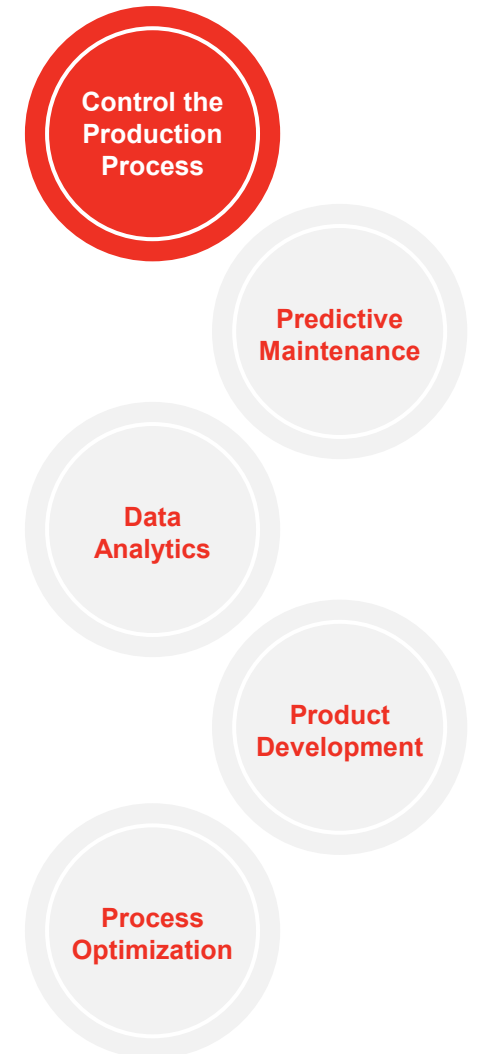 Control the
Production
Process
Predictive
Maintenance
Data
Analytics
Product
Development
Process
Optimization